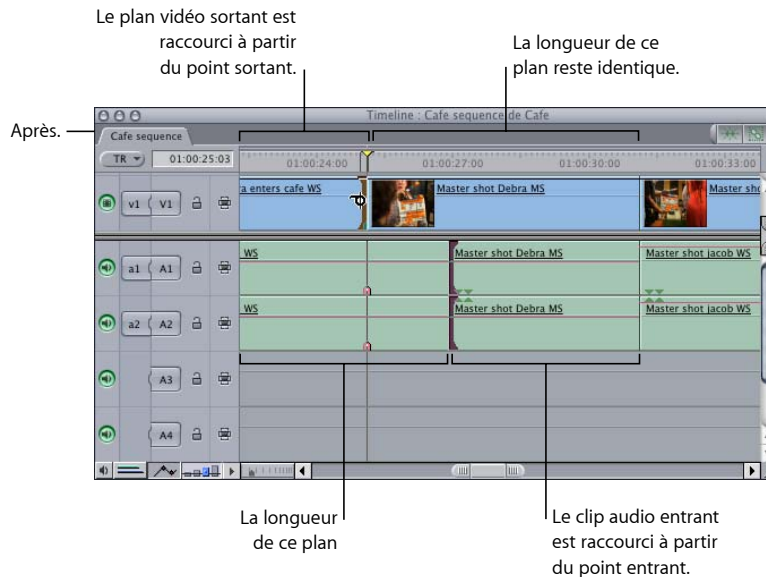 Le plan vidéo sortant est
raccourci à partir
du point sortant.
La longueur de ce
plan reste identique.
Après.
Timeline : Cafe sequence de Cafe
Cafe sequence
TR
01:00:25:03
01:00:24:00
01:00:27:00
01:00:30:00
01:00:33:00
v1
V1
ra enters cafe WS
Master shot Debra MS
Master sho
a1
A1
WS
Master shot Debra MS
Master shot jacob WS
a2
A2
WS
Master shot Debra MS
Master shot jacob WS
A3
A4
La longueur
de ce plan
Le clip audio entrant
est raccourci à partir
du point entrant.